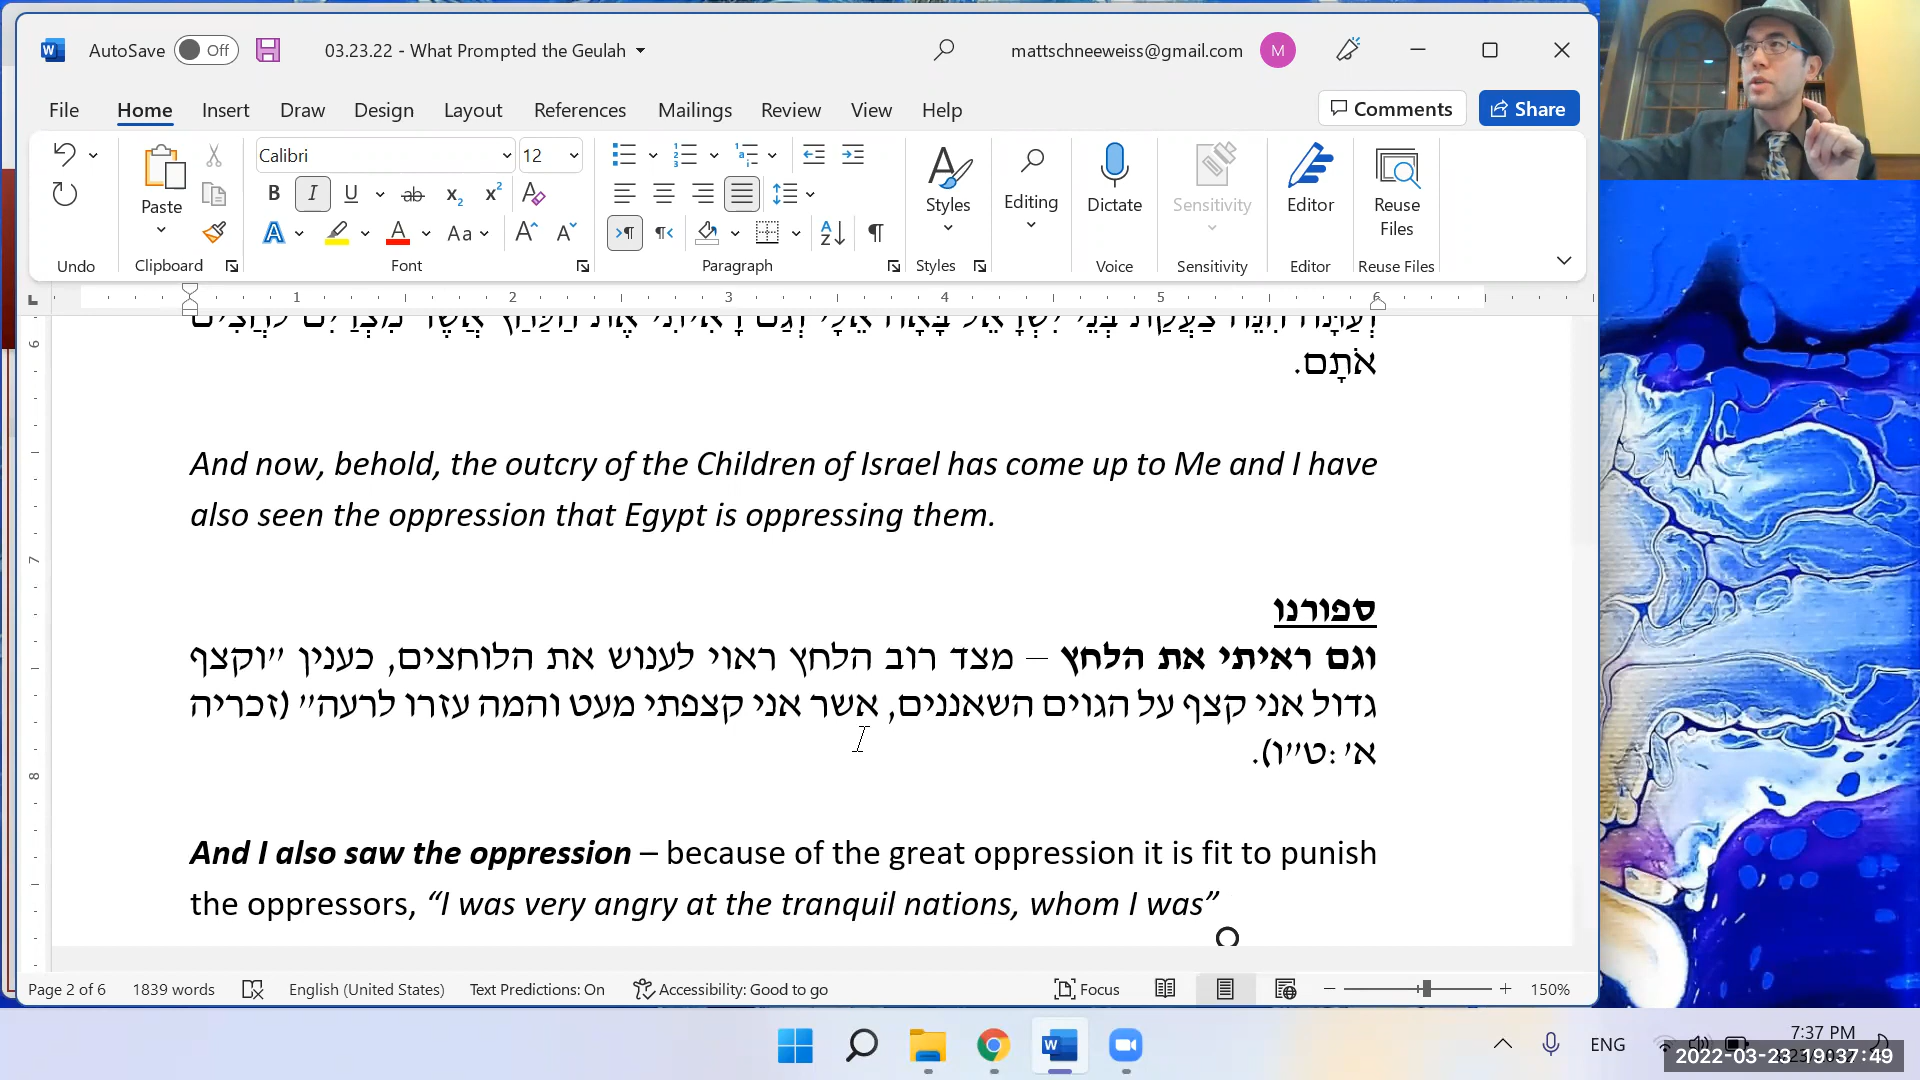 AutoSave Off 03.23.22 - What Prompted the Geulah mattschneeweiss@gmail.com M
File Home Insert Draw Design Layout References Mailings Review View Help Comments Share
Calibri 12
Paste Styles Editing Dictate Sensitivity Editor Reuse Files
Undo Clipboard Font Paragraph Styles Voice Sensitivity Editor Reuse Files
1 2 3 4 5 6
וְעַתָּה הִנֵּה צַעֲקַת בְּנֵי יִשְׂרָאֵל בָּאָה אֵלָי וְגַם רָאִיתִי אֶת הַלַּחַץ אֲשֶׁר מִצְרַיִם לֹחֲצִים
אֹתָם.
And now, behold, the outcry of the Children of Israel has come up to Me and I have
also seen the oppression that Egypt is oppressing them.
ספורנו
וגם ראיתי את הלחץ – מצד רוב הלחץ ראוי לענוש את הלוחצים, כענין "וקצף
גדול אני קצף על הגוים השאננים, אשר אני קצפתי מעט והמה עזרו לרעה" (זכריה
א':ט"ו).
And I also saw the oppression – because of the great oppression it is fit to punish
the oppressors, “I was very angry at the tranquil nations, whom I was”
Page 2 of 6 1839 words English (United States) Text Predictions: On Accessibility: Good to go Focus 150%
ENG 7:37 PM
2022-03-23 19:37:49